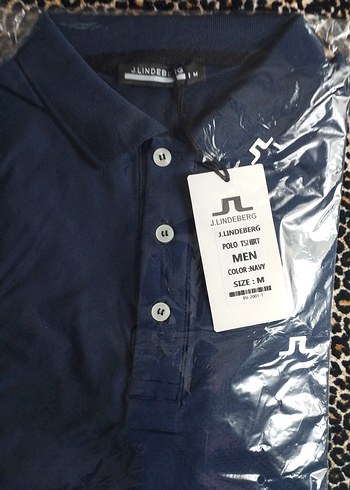 J.LINDEBERG
M
J.LINDEBERG
J.LINDEBERG
POLO TSHIRT
MEN
COLOR:NAVY
SIZE : M